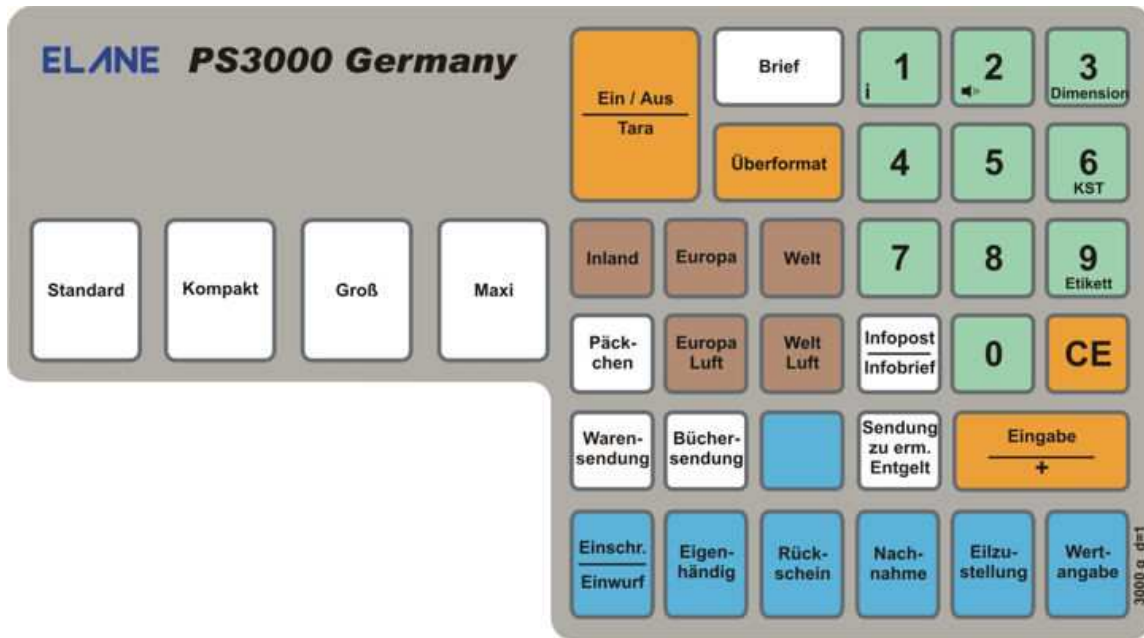 ELANE PS3000 Germany
Ein / Aus
Tara
Brief
1
i
2
3
Dimension
Überformat
4
5
6
KST
Standard
Kompakt
Groß
Maxi
Inland
Europa
Welt
7
8
9
Etikett
Päck-
chen
Europa
Luft
Welt
Luft
Infopost
Infobrief
0
CE
Waren-
sendung
Bücher-
sendung
Sendung
zu erm.
Entgelt
Eingabe
+
Einschr.
Einwurf
Eigen-
händig
Rück-
schein
Nach-
nahme
Eilzu-
stellung
Wert-
angabe
3000 g d=1